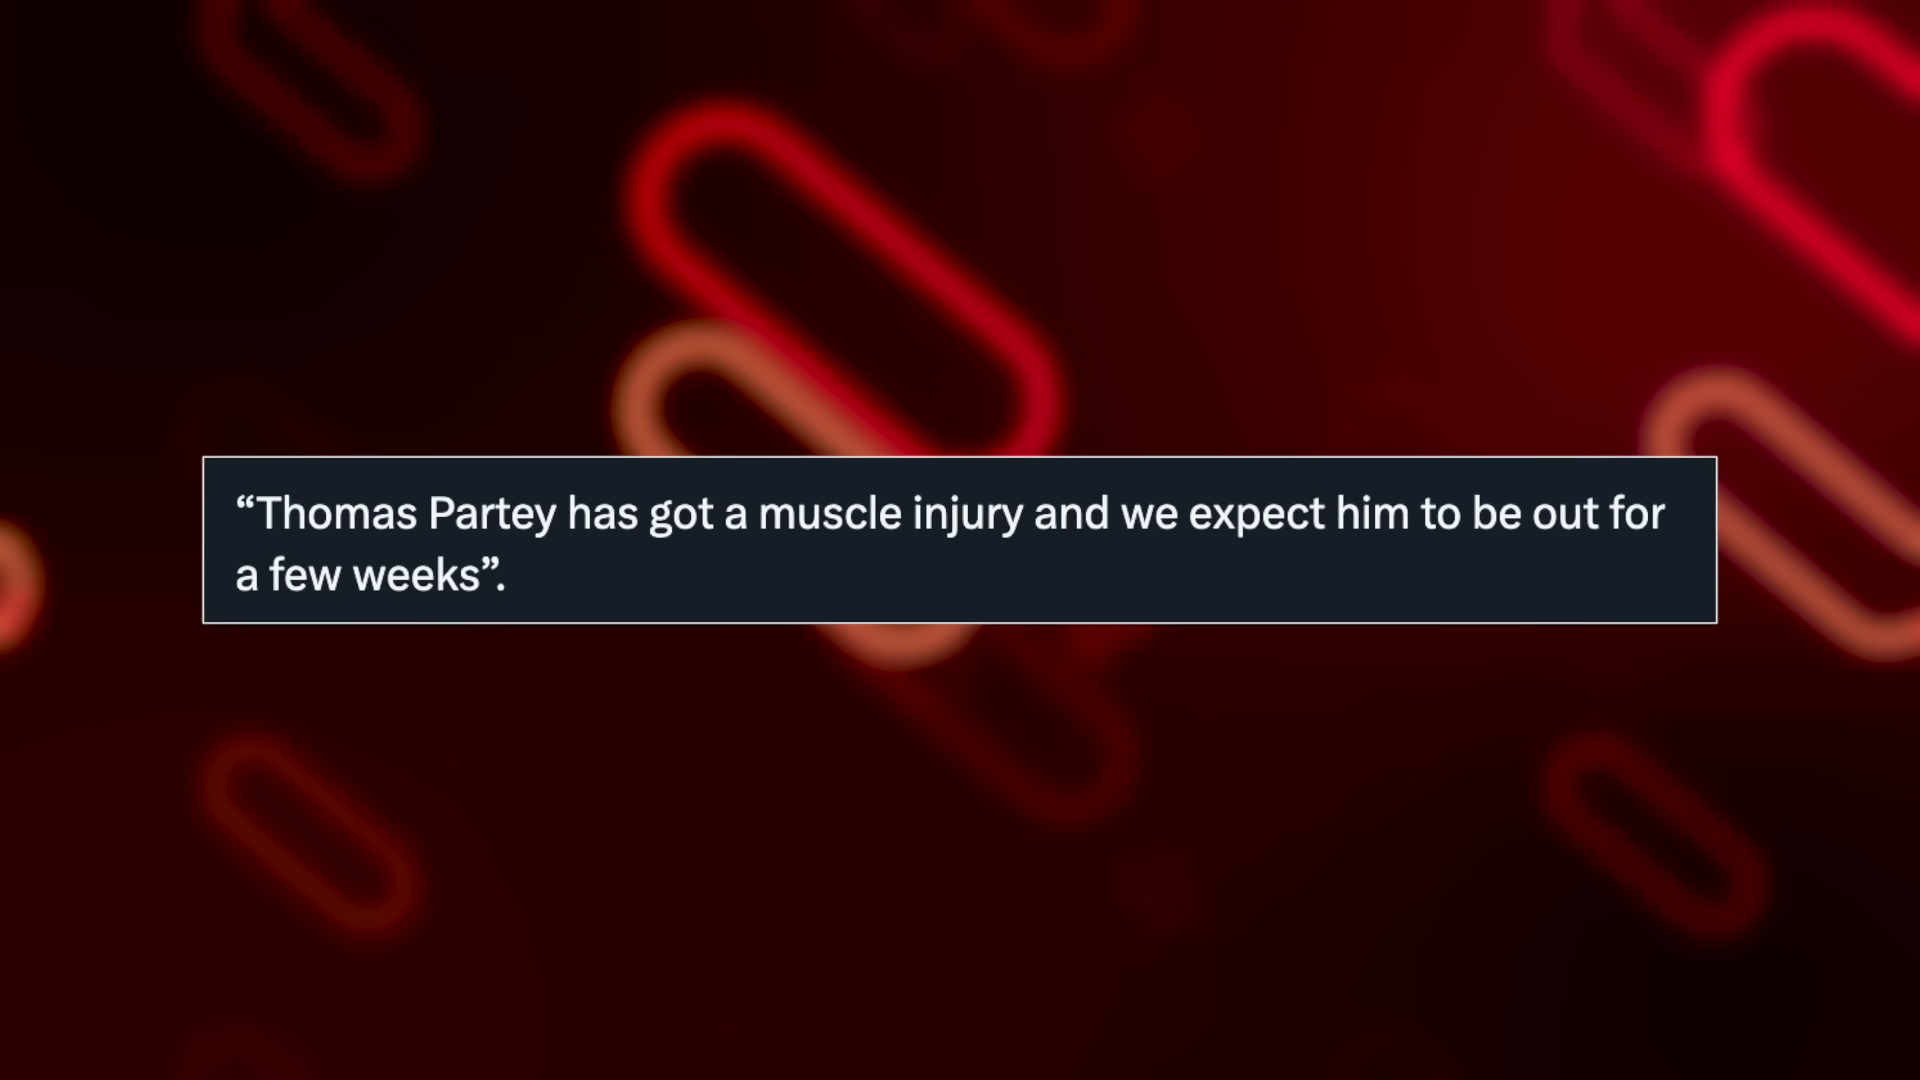 “Thomas Partey has got a muscle injury and we expect him to be out for
a few weeks”.